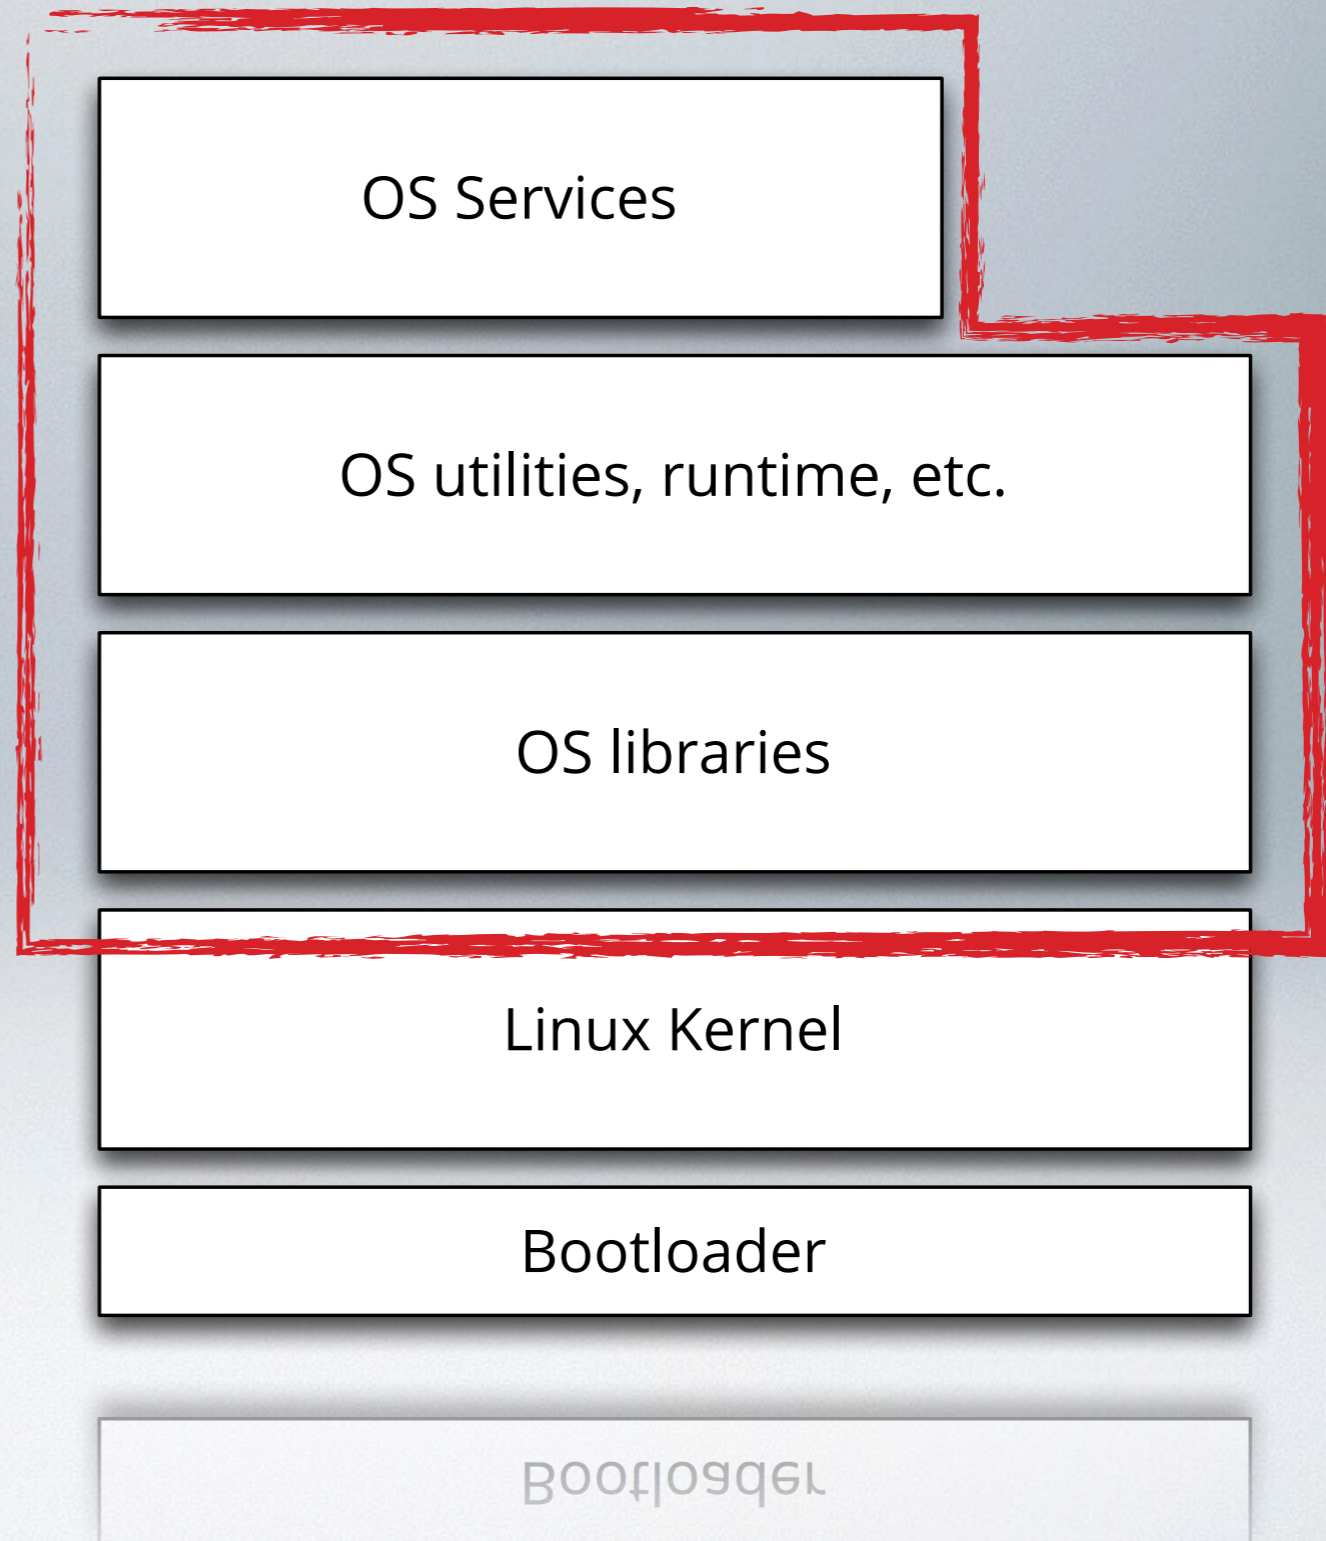 OS Services
OS utilities, runtime, etc.
OS libraries
Linux Kernel
Bootloader
Bootloader